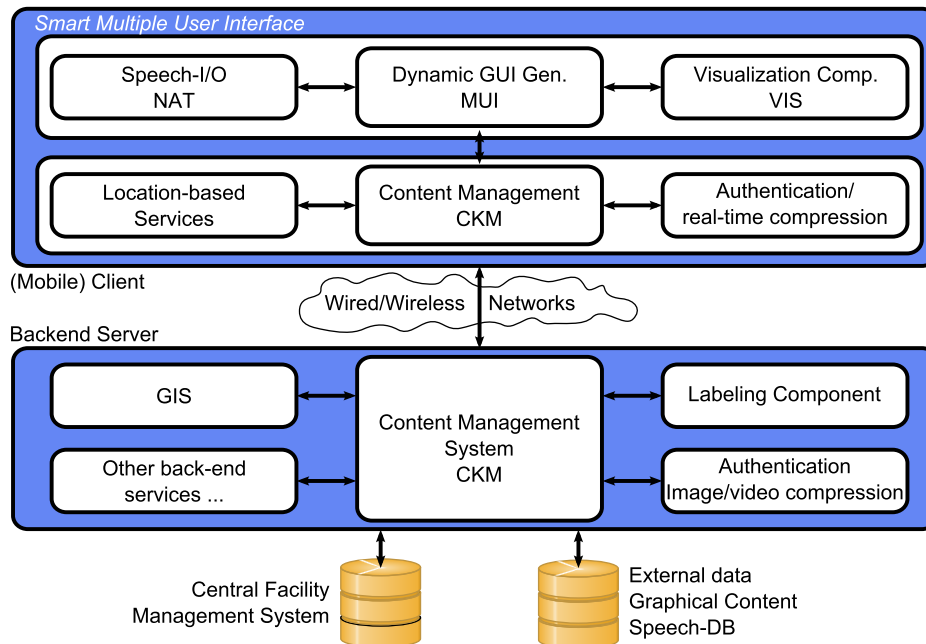 Smart Multiple User Interface
Speech-I/O
NAT
Dynamic GUI Gen.
MUI
Visualization Comp.
VIS
Location-based
Services
Content Management
CKM
Authentication/
real-time compression
(Mobile) Client
Wired/Wireless Networks
Backend Server
GIS
Content Management
System
CKM
Labeling Component
Other back-end
services ...
Authentication
Image/video compression
Central Facility
Management System
External data
Graphical Content
Speech-DB